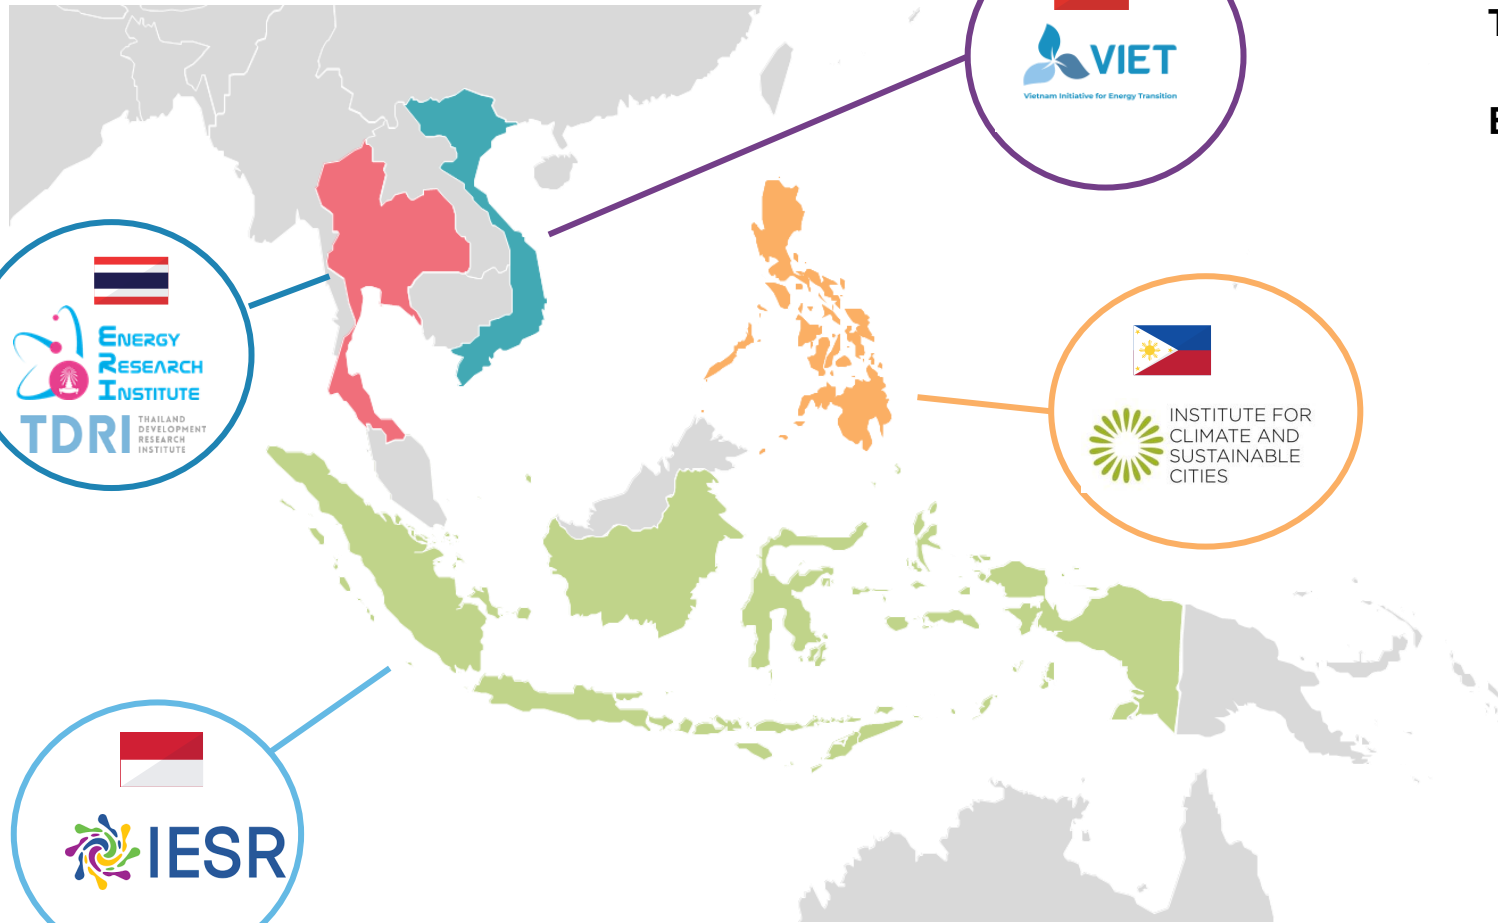 T
VIET
Vietnam Initiative for Energy Transition
E
ENERGY
RESEARCH
INSTITUTE
TDRI
THAILAND
DEVELOPMENT
RESEARCH
INSTITUTE
INSTITUTE FOR
CLIMATE AND
SUSTAINABLE
CITIES
IESR